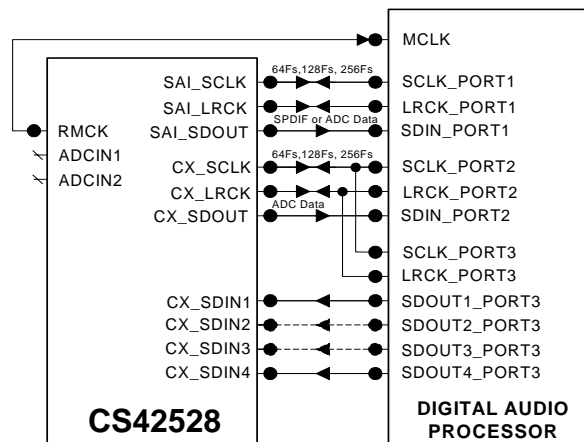 MCLK
64Fs,128Fs, 256Fs
SAI_SCLK
SCLK_PORT1
SAI_LRCK
LRCK_PORT1
SPDIF or ADC Data
RMCK
SAI_SDOUT
SDIN_PORT1
ADCIN1
64Fs,128Fs, 256Fs
CX_SCLK
SCLK_PORT2
ADCIN2
CX_LRCK
LRCK_PORT2
ADC Data
CX_SDOUT
SDIN_PORT2
SCLK_PORT3
LRCK_PORT3
CX_SDIN1
SDOUT1_PORT3
CX_SDIN2
SDOUT2_PORT3
CX_SDIN3
SDOUT3_PORT3
CX_SDIN4
SDOUT4_PORT3
CS42528
DIGITAL AUDIO
PROCESSOR